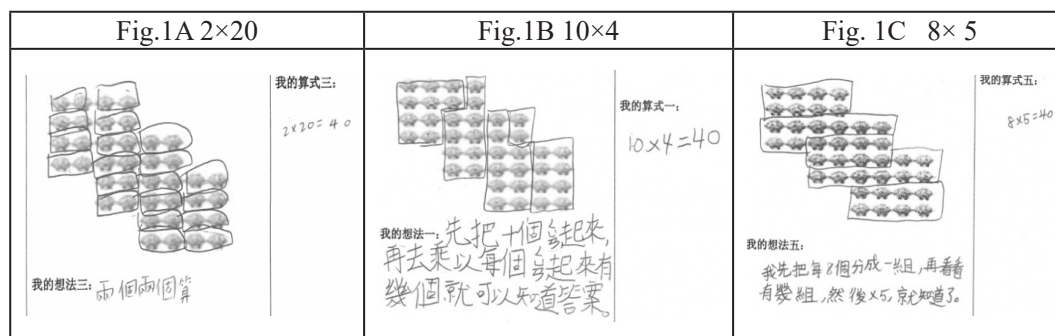 Fig.1A 2×20
Fig.1B 10×4
Fig. 1C 8× 5
我的算式三：
2×20=40
我的想法三：兩個兩個算
我的算式一：
10×4=40
我的想法一：先把十個
起來，
再去乘以每個
起來有
幾個就可以知道答案。
我的算式五：
8×5=40
我的想法五：
我先把每8個分成一組，再看看
有幾組，然後×5，就知道了。